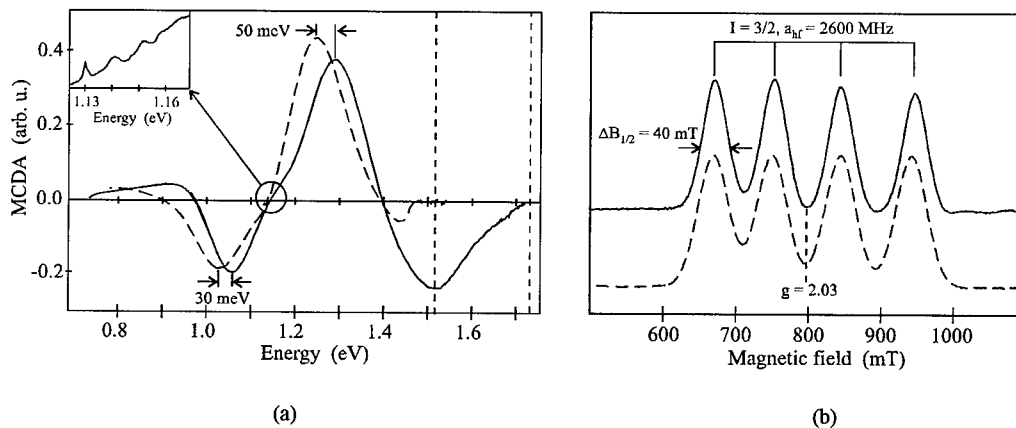 0.4
0.2
0.0
-0.2
MCDA (arb. u.)
1.13
1.16
Energy (eV)
50 meV
30 meV
0.8
1.0
1.2
1.4
1.6
Energy (eV)
(a)
I = 3/2, a_hf = 2600 MHz
ΔB_1/2 = 40 mT
g = 2.03
600
700
800
900
1000
Magnetic field (mT)
(b)